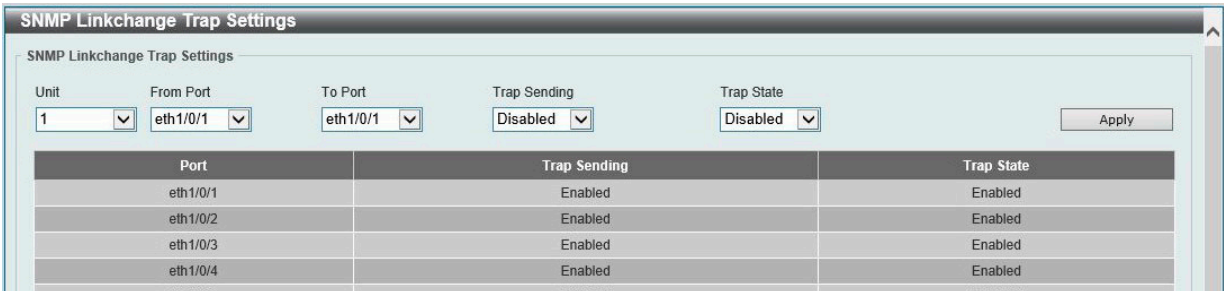 SNMP Linkchange Trap Settings
SNMP Linkchange Trap Settings
Unit From Port To Port Trap Sending Trap State
1 eth1/0/1 eth1/0/1 Disabled Disabled Apply
Port Trap Sending Trap State
eth1/0/1 Enabled Enabled
eth1/0/2 Enabled Enabled
eth1/0/3 Enabled Enabled
eth1/0/4 Enabled Enabled